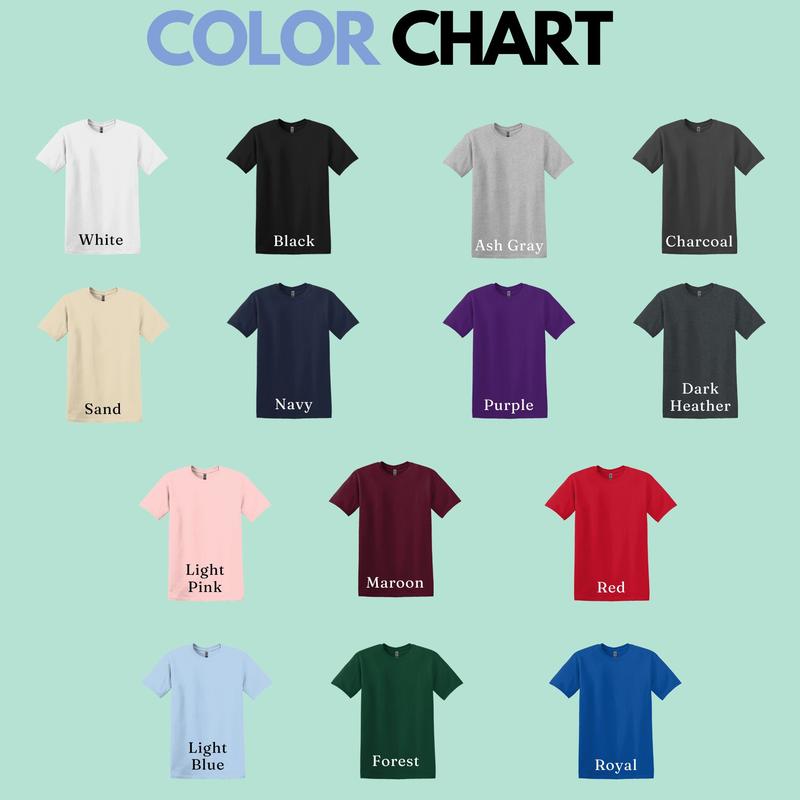 COLOR CHART
White
Black
Ash Gray
Charcoal
Sand
Navy
Purple
Dark
Heather
Light
Pink
Maroon
Red
Light
Blue
Forest
Royal